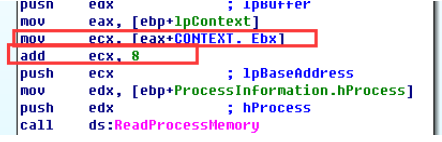 push    edx             ; lpBuffer
mov     eax, [ebp+lpContext]
mov     ecx, [eax+CONTEXT._Ebx]
add     ecx, 8
push    ecx             ; lpBaseAddress
mov     edx, [ebp+ProcessInformation.hProcess]
push    edx             ; hProcess
call    ds:ReadProcessMemory